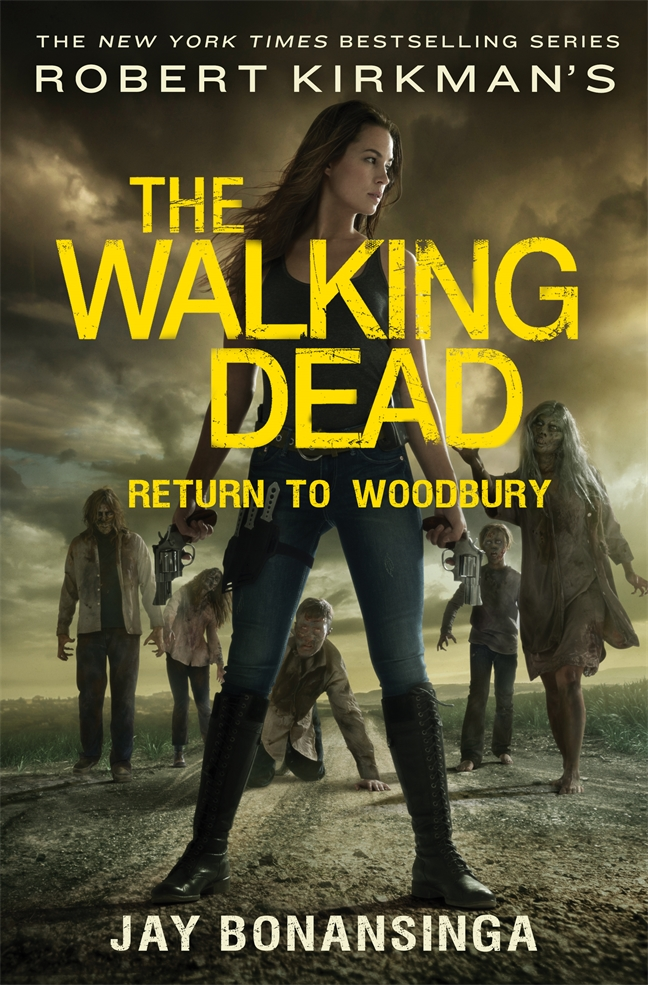 THE NEW YORK TIMES BESTSELLING SERIES
ROBERT KIRKMAN'S
THE
WALKING
DEAD
RETURN TO WOODBURY
JAY BONANSINGA